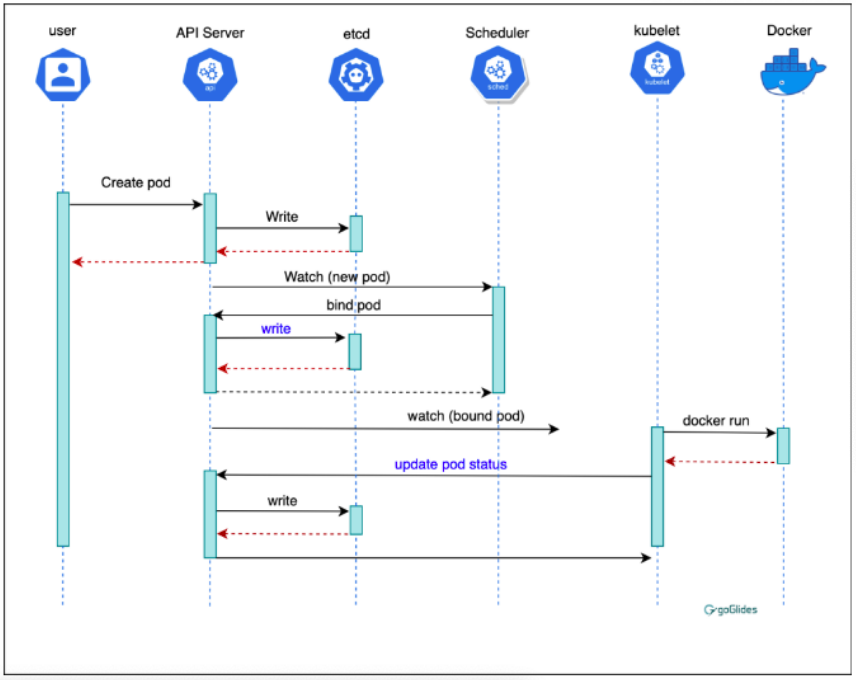 user
API Server
etcd
Scheduler
kubelet
Docker
api
sched
kubelet
Create pod
Write
Watch (new pod)
bind pod
write
watch (bound pod)
docker run
update pod status
write
goGlides